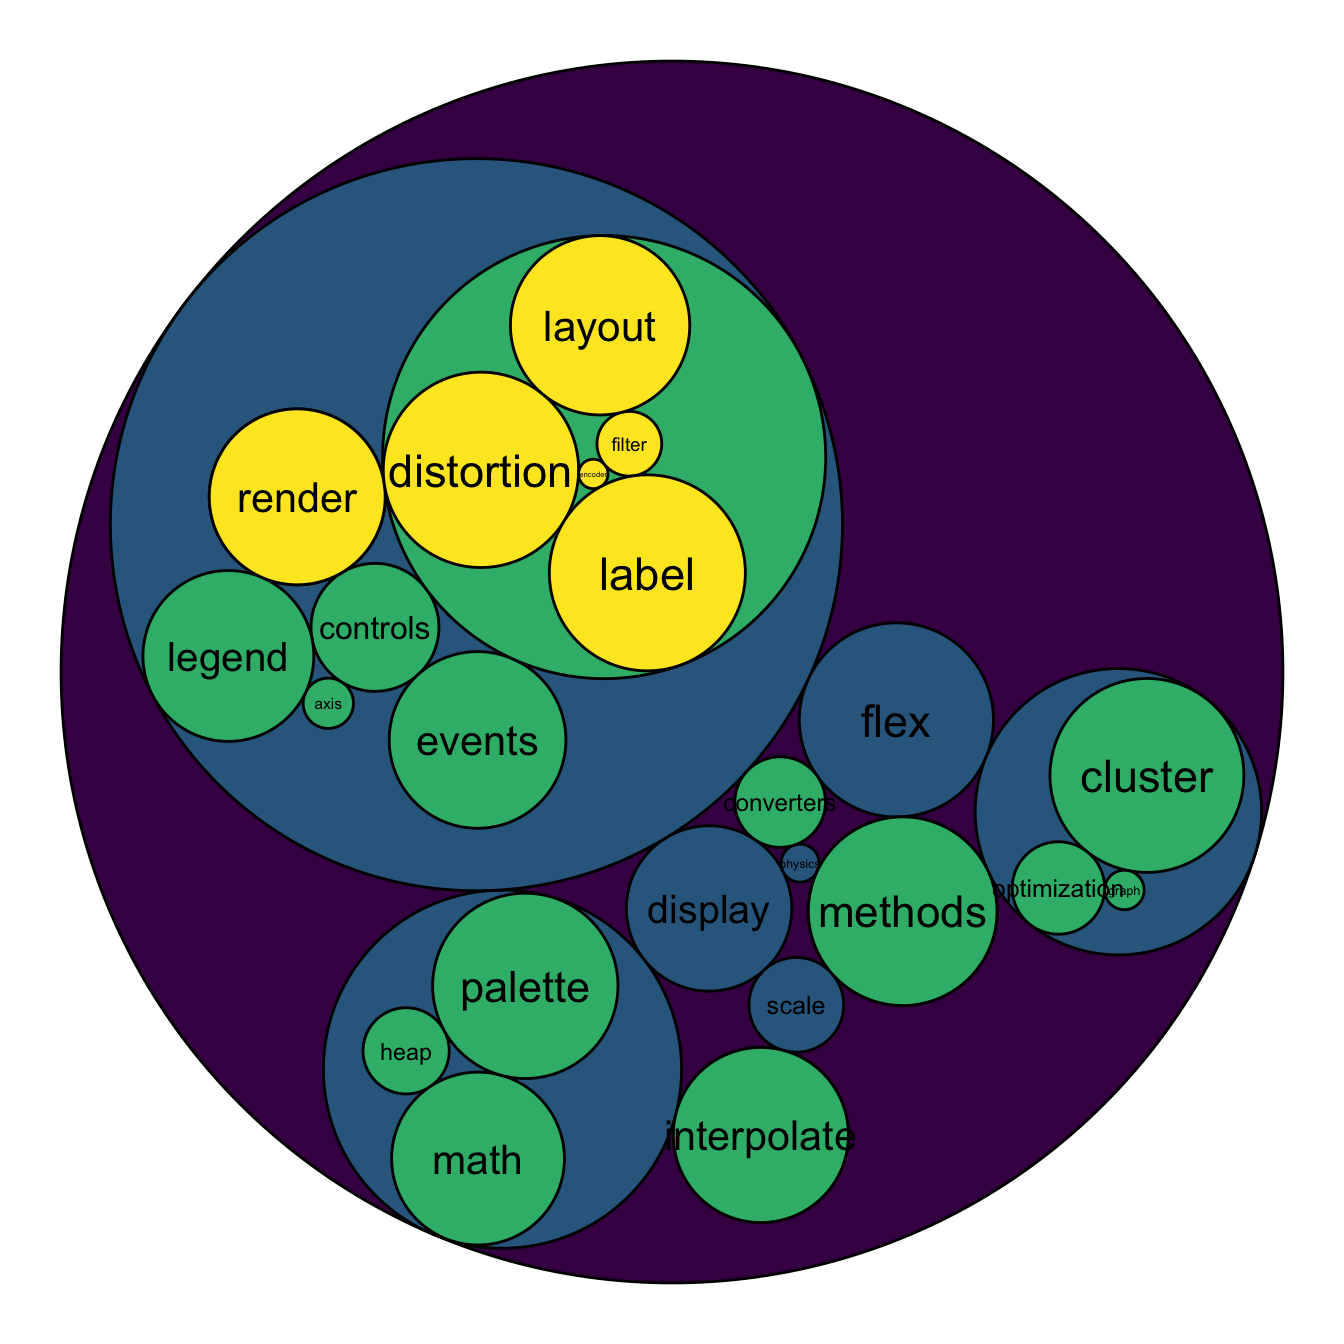 layout
filter
distortion
encoder
render
label
controls
legend
axis
flex
events
cluster
converters
physics
optimization
graph
display
methods
palette
scale
heap
interpolate
math